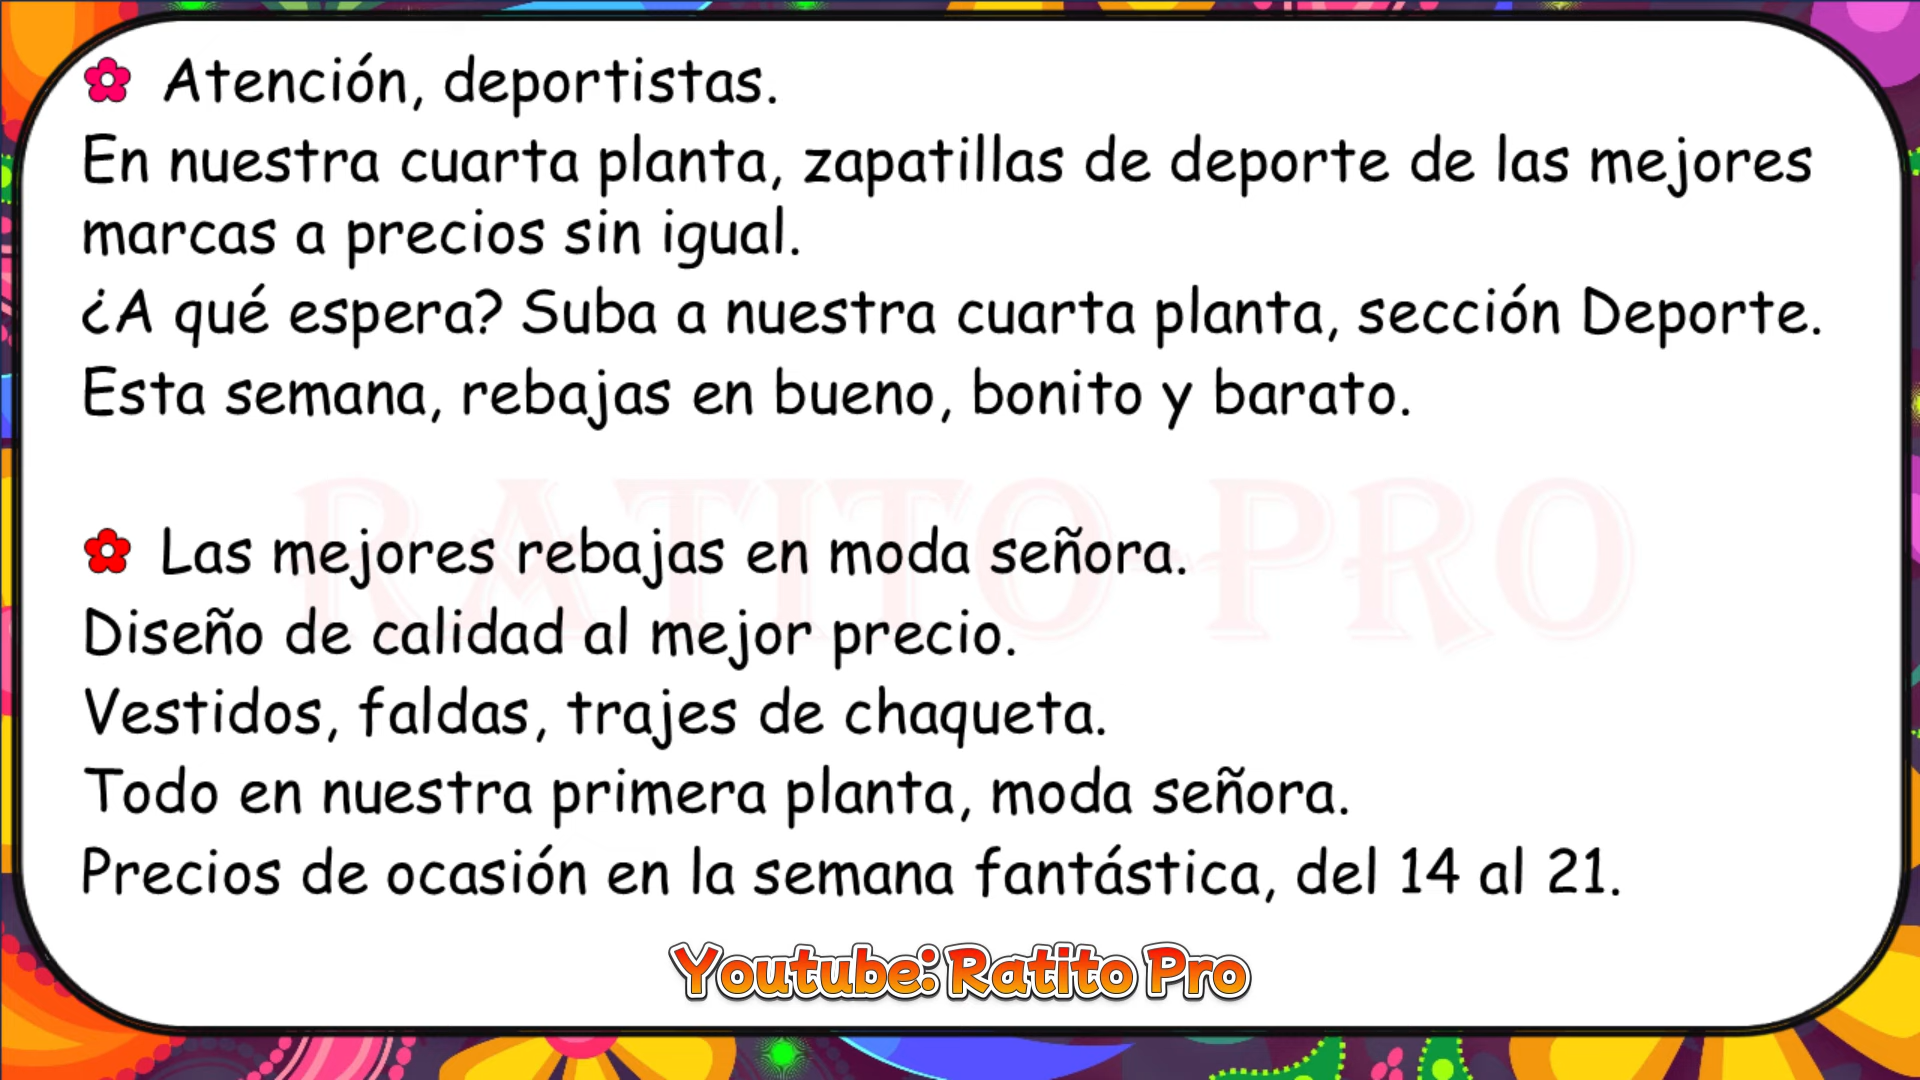 Atención, deportistas.
En nuestra cuarta planta, zapatillas de deporte de las mejores
marcas a precios sin igual.
¿A qué espera? Suba a nuestra cuarta planta, sección Deporte.
Esta semana, rebajas en bueno, bonito y barato.
RATITO PRO
Las mejores rebajas en moda señora.
Diseño de calidad al mejor precio.
Vestidos, faldas, trajes de chaqueta.
Todo en nuestra primera planta, moda señora.
Precios de ocasión en la semana fantástica, del 14 al 21.
Youtube: Ratito Pro